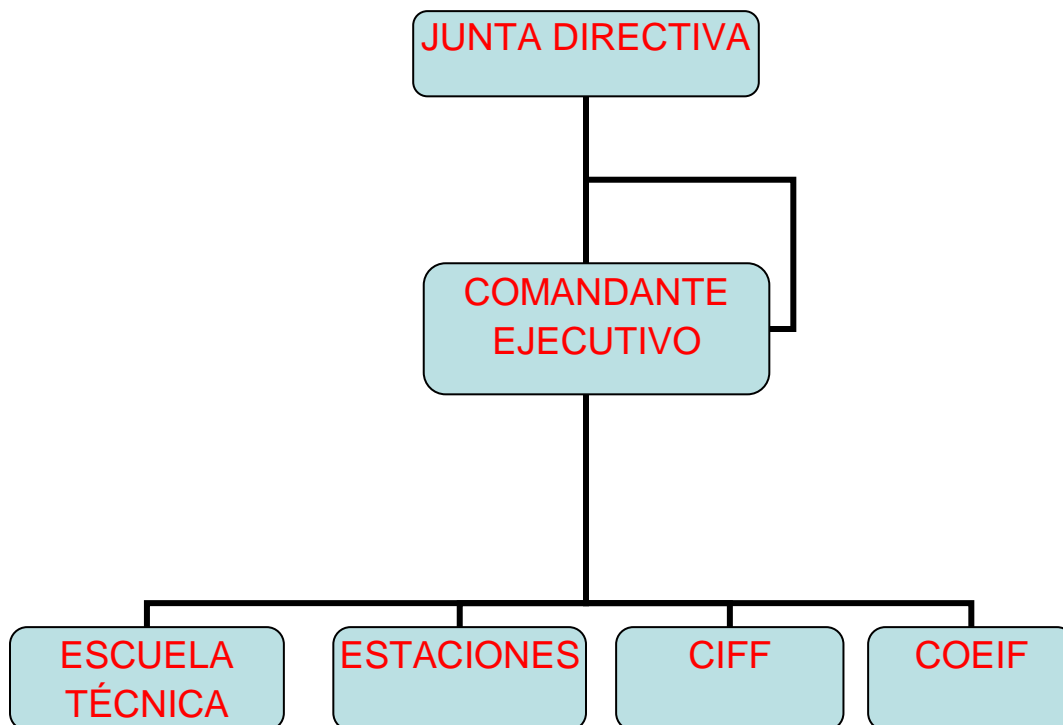 JUNTA DIRECTIVA
COMANDANTE
EJECUTIVO
ESCUELA
TÉCNICA
ESTACIONES
CIFF
COEIF